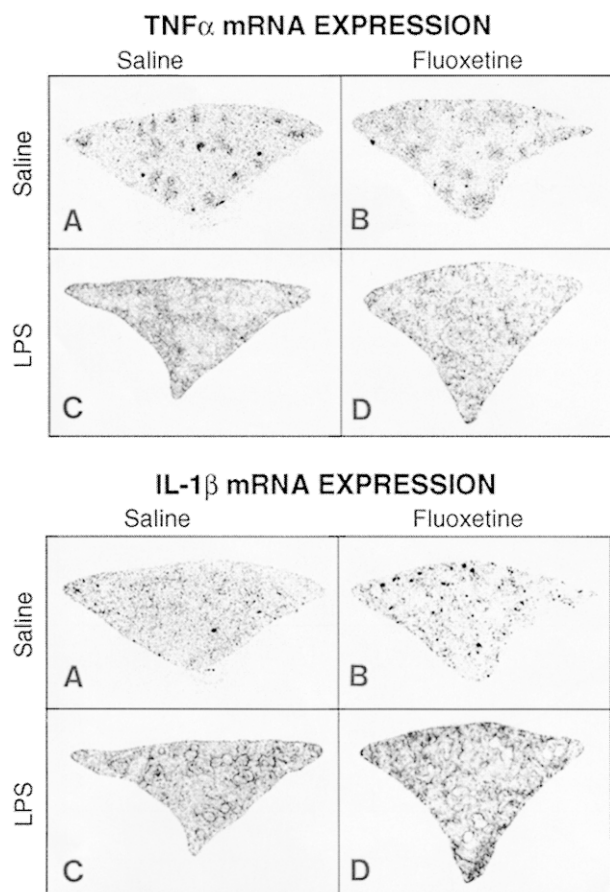 TNFα mRNA EXPRESSION
Saline Fluoxetine
Saline
A B
LPS
C D
IL-1β mRNA EXPRESSION
Saline Fluoxetine
Saline
A B
LPS
C D